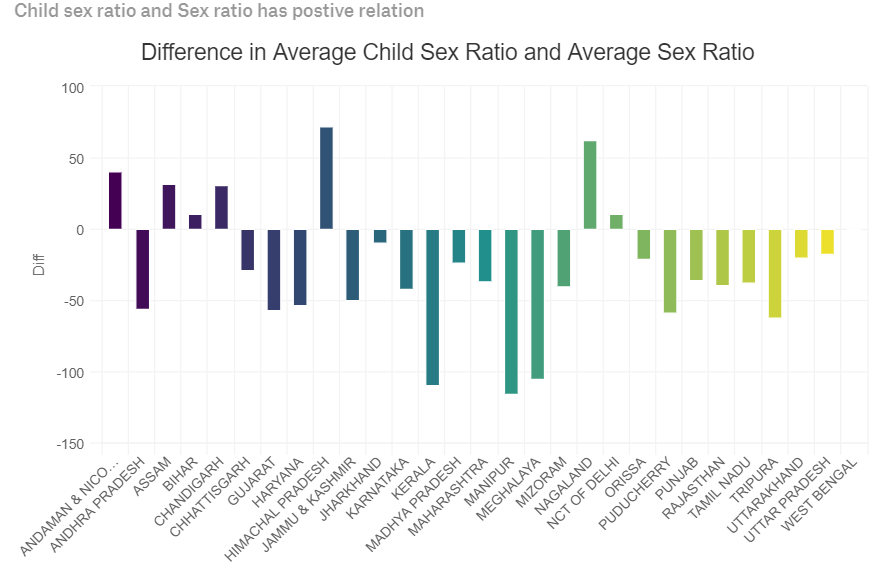 Child sex ratio and Sex ratio has postive relation
Difference in Average Child Sex Ratio and Average Sex Ratio
100
50
0
-50
-100
-150
Diff
ANDAMAN & NICO...
ANDHRA PRADESH
ASSAM
BIHAR
CHANDIGARH
CHHATTISGARH
GUJARAT
HARYANA
HIMACHAL PRADESH
JAMMU & KASHMIR
JHARKHAND
KARNATAKA
KERALA
MADHYA PRADESH
MAHARASHTRA
MANIPUR
MEGHALAYA
MIZORAM
NAGALAND
NCT OF DELHI
ORISSA
PUDUCHERRY
PUNJAB
RAJASTHAN
TAMIL NADU
TRIPURA
UTTARAKHAND
UTTAR PRADESH
WEST BENGAL